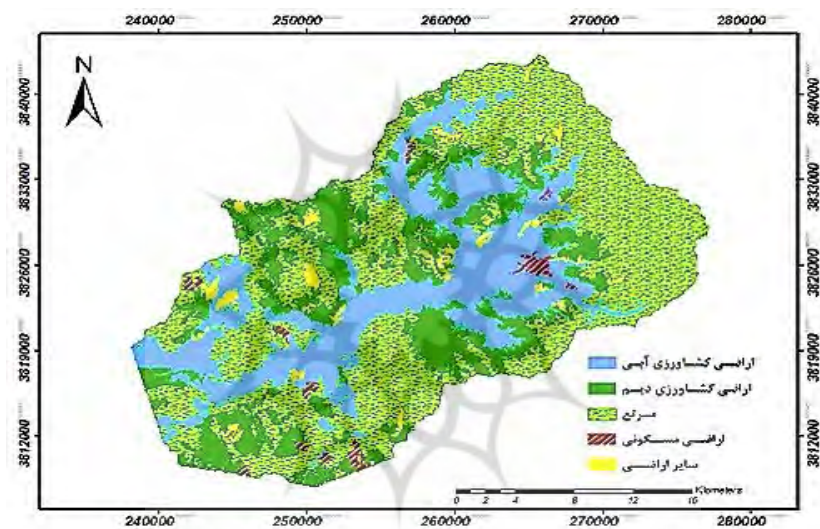 240000 250000 260000 270000 280000
N
3840000 3840000
3833000 3833000
3826000 3826000
3819000 3819000
3812000 3812000
اراضی کشاورزی آبی
اراضی کشاورزی دیم
مرتع
اراضی مسکونی
سایر اراضی
Kilometers
0 2 4 8 12 16
240000 250000 260000 270000 280000